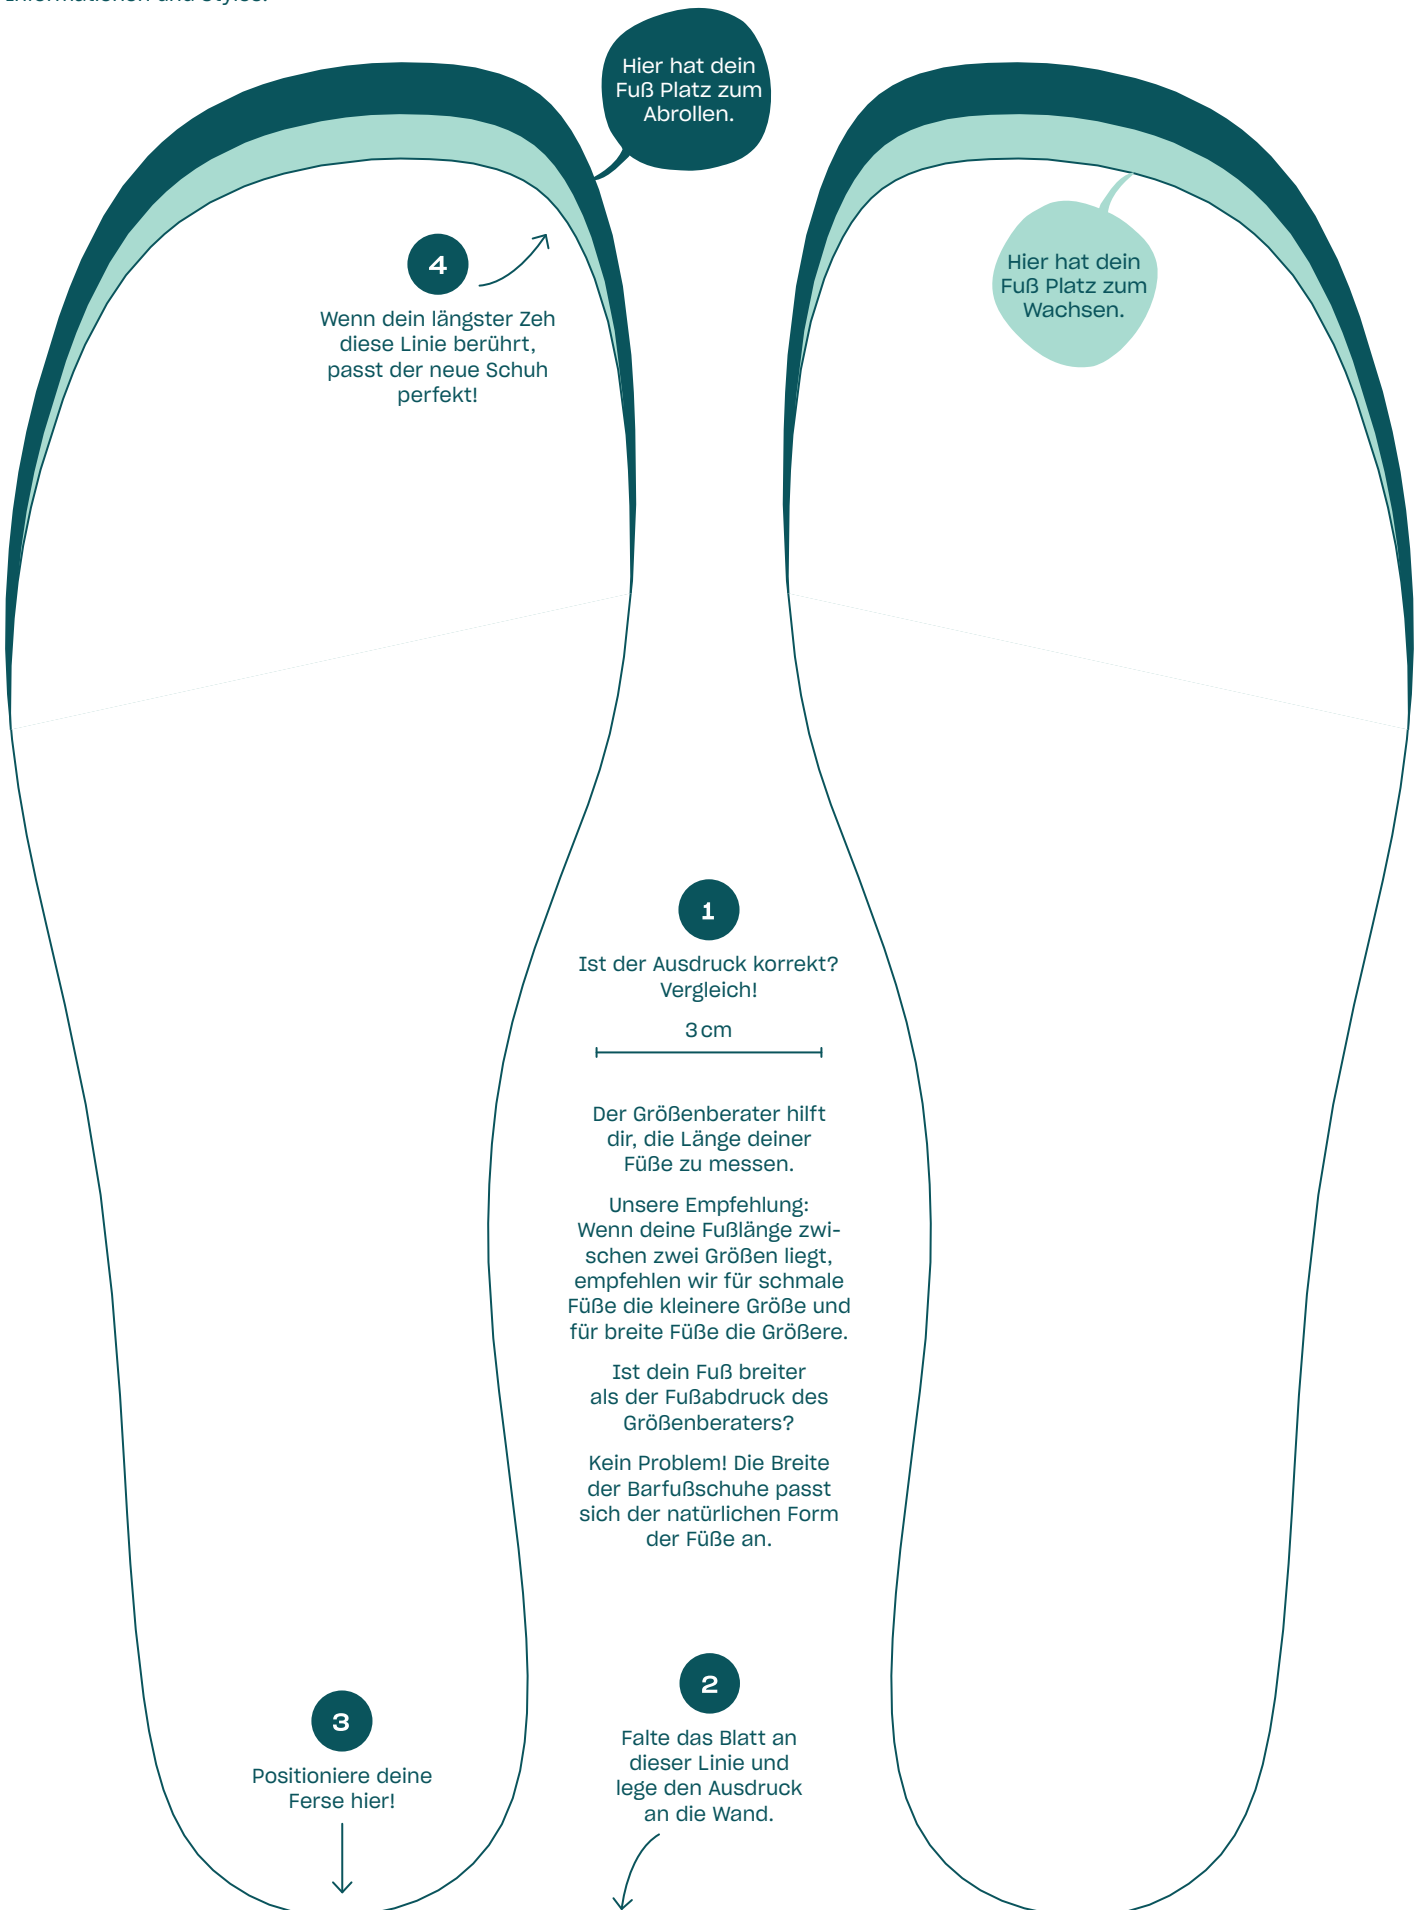 Informationen und Styles.
Hier hat dein
Fuß Platz zum
Abrollen.
Hier hat dein
Fuß Platz zum
Wachsen.
4
Wenn dein längster Zeh
diese Linie berührt,
passt der neue Schuh
perfekt!
1
Ist der Ausdruck korrekt?
Vergleich!
3 cm
Der Größenberater hilft
dir, die Länge deiner
Füße zu messen.
Unsere Empfehlung:
Wenn deine Fußlänge zwi-
schen zwei Größen liegt,
empfehlen wir für schmale
Füße die kleinere Größe und
für breite Füße die Größere.
Ist dein Fuß breiter
als der Fußabdruck des
Größenberaters?
Kein Problem! Die Breite
der Barfußschuhe passt
sich der natürlichen Form
der Füße an.
2
Falte das Blatt an
dieser Linie und
lege den Ausdruck
an die Wand.
3
Positioniere deine
Ferse hier!